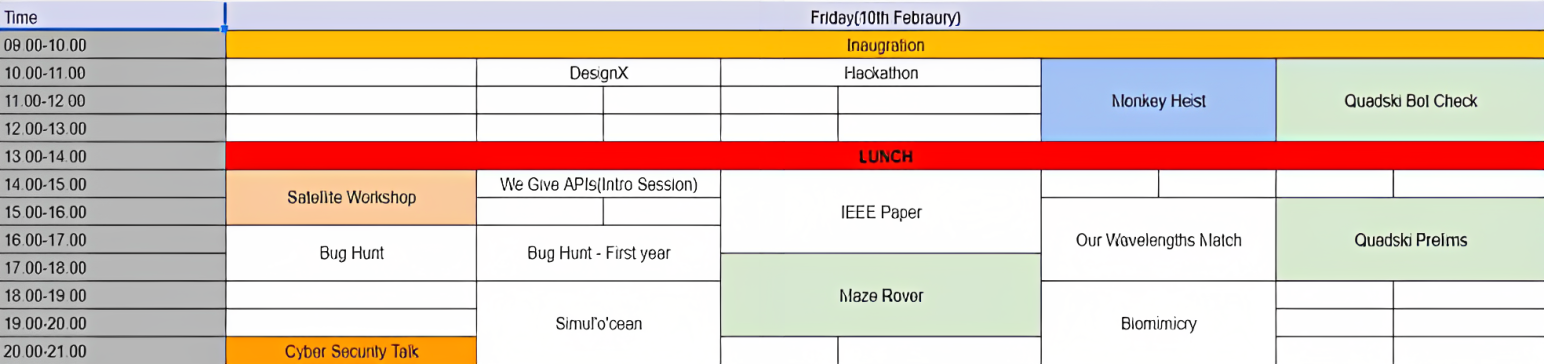 Time Friday(10th Febraury)
09.00-10.00 Inaugration
10.00-11.00 DesignX Hackathon
11.00-12.00 Monkey Heist Quadski Bot Check
12.00-13.00
13.00-14.00 LUNCH
14.00-15.00 Satellite Workshop We Give APIs(Intro Session)
15.00-16.00 IEEE Paper
16.00-17.00 Bug Hunt Bug Hunt - First year Our Wavelengths Match Quadski Prelims
17.00-18.00
18.00-19.00 Maze Rover
19.00-20.00 Simul'o'cean Biomimicry
20.00-21.00 Cyber Security Talk